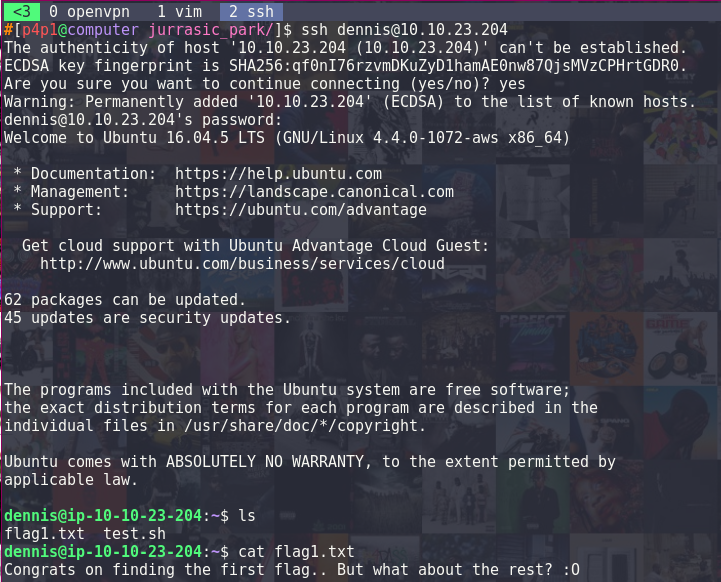 <3 0 openvpn 1 vim 2 ssh
#[p4p1@computer jurrasic_park/]$ ssh dennis@10.10.23.204
The authenticity of host '10.10.23.204 (10.10.23.204)' can't be established.
ECDSA key fingerprint is SHA256:qf0nI76rzvmDKuZyD1hamAE0nw87QjsMVzCPHrtGDR0.
Are you sure you want to continue connecting (yes/no)? yes
Warning: Permanently added '10.10.23.204' (ECDSA) to the list of known hosts.
dennis@10.10.23.204's password:
Welcome to Ubuntu 16.04.5 LTS (GNU/Linux 4.4.0-1072-aws x86_64)
* Documentation:  https://help.ubuntu.com
* Management:     https://landscape.canonical.com
* Support:        https://ubuntu.com/advantage
Get cloud support with Ubuntu Advantage Cloud Guest:
http://www.ubuntu.com/business/services/cloud
62 packages can be updated.
45 updates are security updates.
The programs included with the Ubuntu system are free software;
the exact distribution terms for each program are described in the
individual files in /usr/share/doc/*/copyright.
Ubuntu comes with ABSOLUTELY NO WARRANTY, to the extent permitted by
applicable law.
dennis@ip-10-10-23-204:~$ ls
flag1.txt  test.sh
dennis@ip-10-10-23-204:~$ cat flag1.txt
Congrats on finding the first flag.. But what about the rest? :O